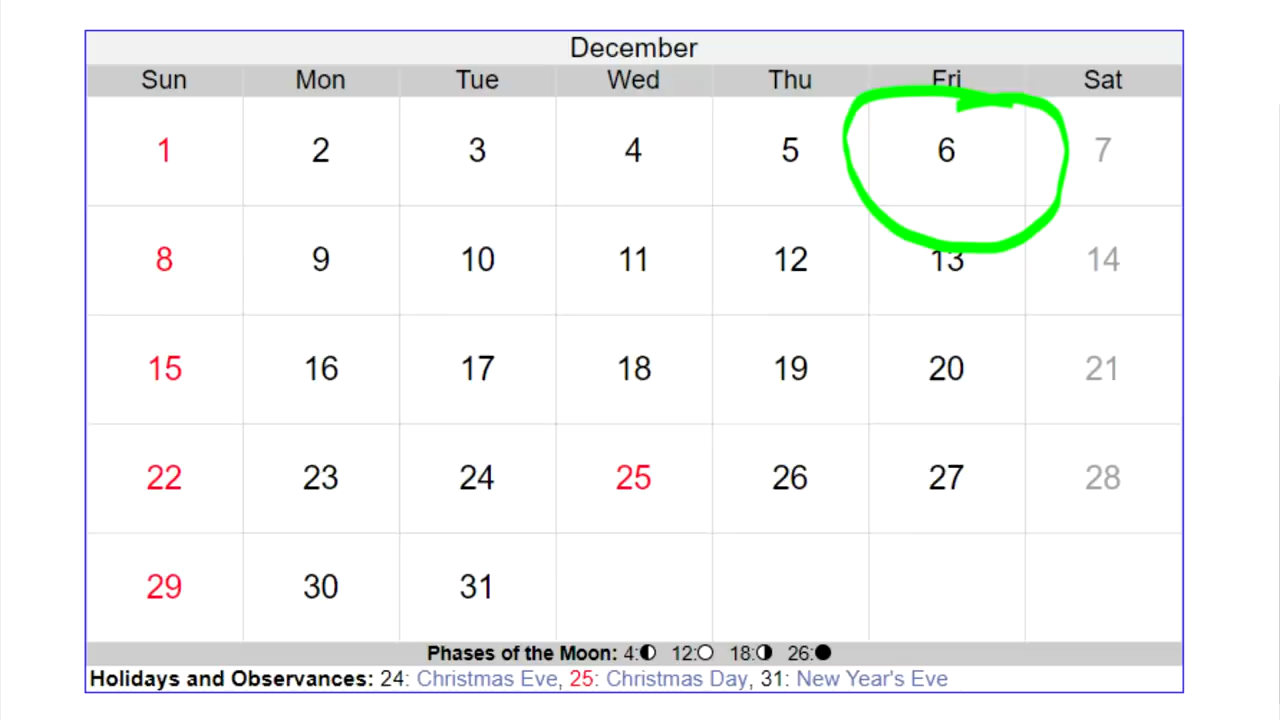 December
Sun Mon Tue Wed Thu Fri Sat
1 2 3 4 5 6 7
8 9 10 11 12 13 14
15 16 17 18 19 20 21
22 23 24 25 26 27 28
29 30 31
Phases of the Moon: 4:🌓 12:○ 18:◑ 26:●
Holidays and Observances: 24: Christmas Eve, 25: Christmas Day, 31: New Year's Eve